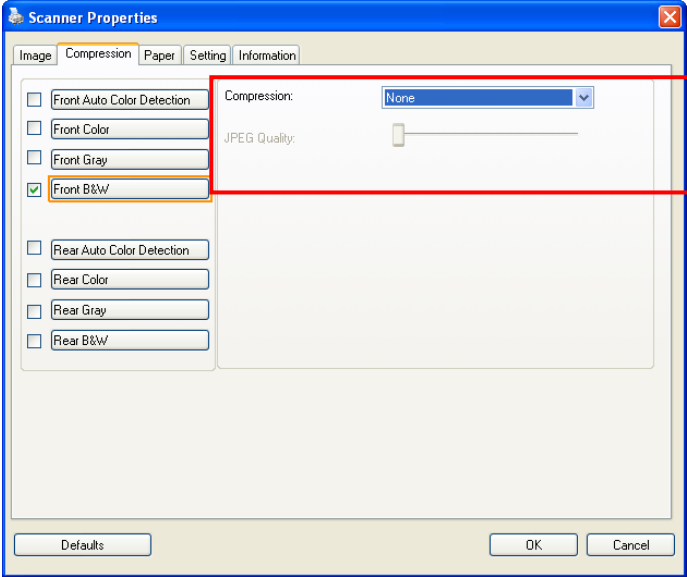 Scanner Properties
Image Compression Paper Setting Information
Front Auto Color Detection
Front Color
Front Gray
Front B&W
Rear Auto Color Detection
Rear Color
Rear Gray
Rear B&W
Compression: None
JPEG Quality:
Defaults OK Cancel